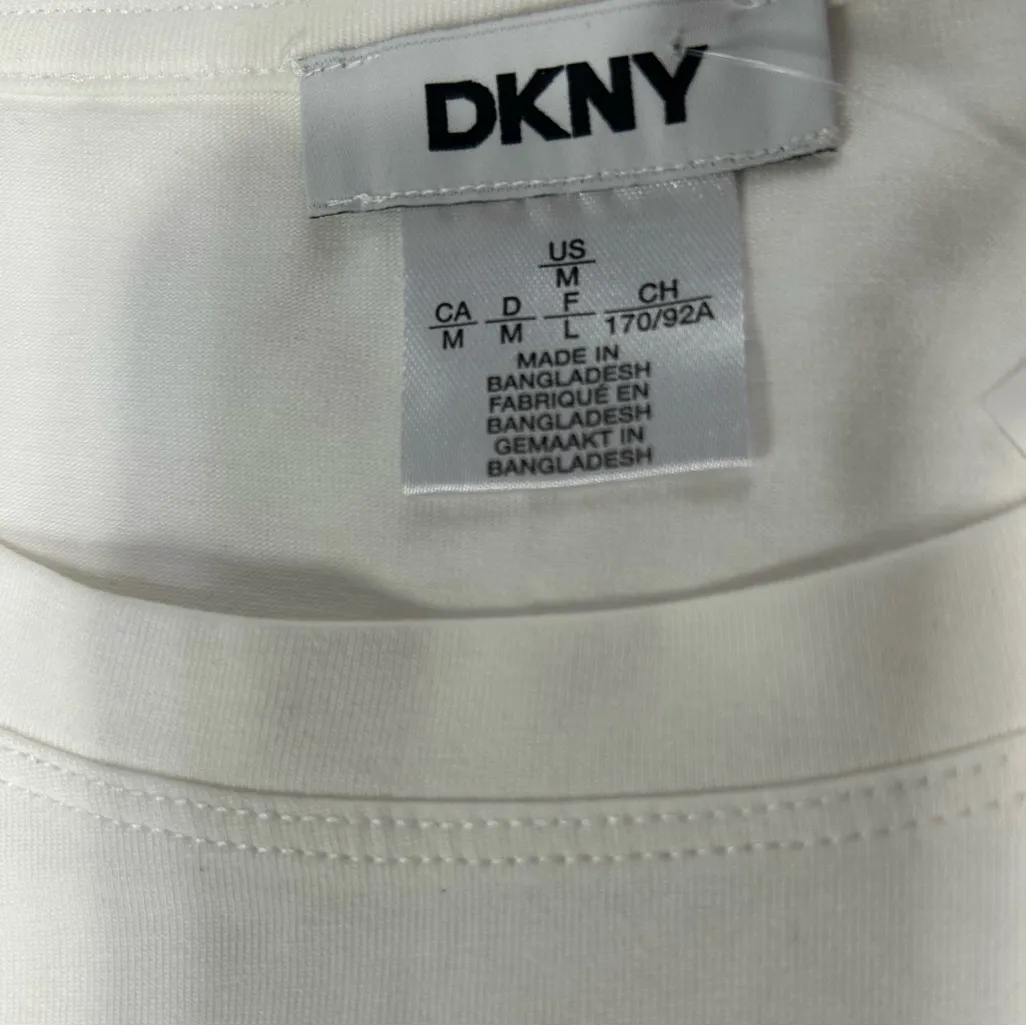 DKNY
US
M
CA D F CH
M M L 170/92A
MADE IN
BANGLADESH
FABRIQUÉ EN
BANGLADESH
GEMAAKT IN
BANGLADESH